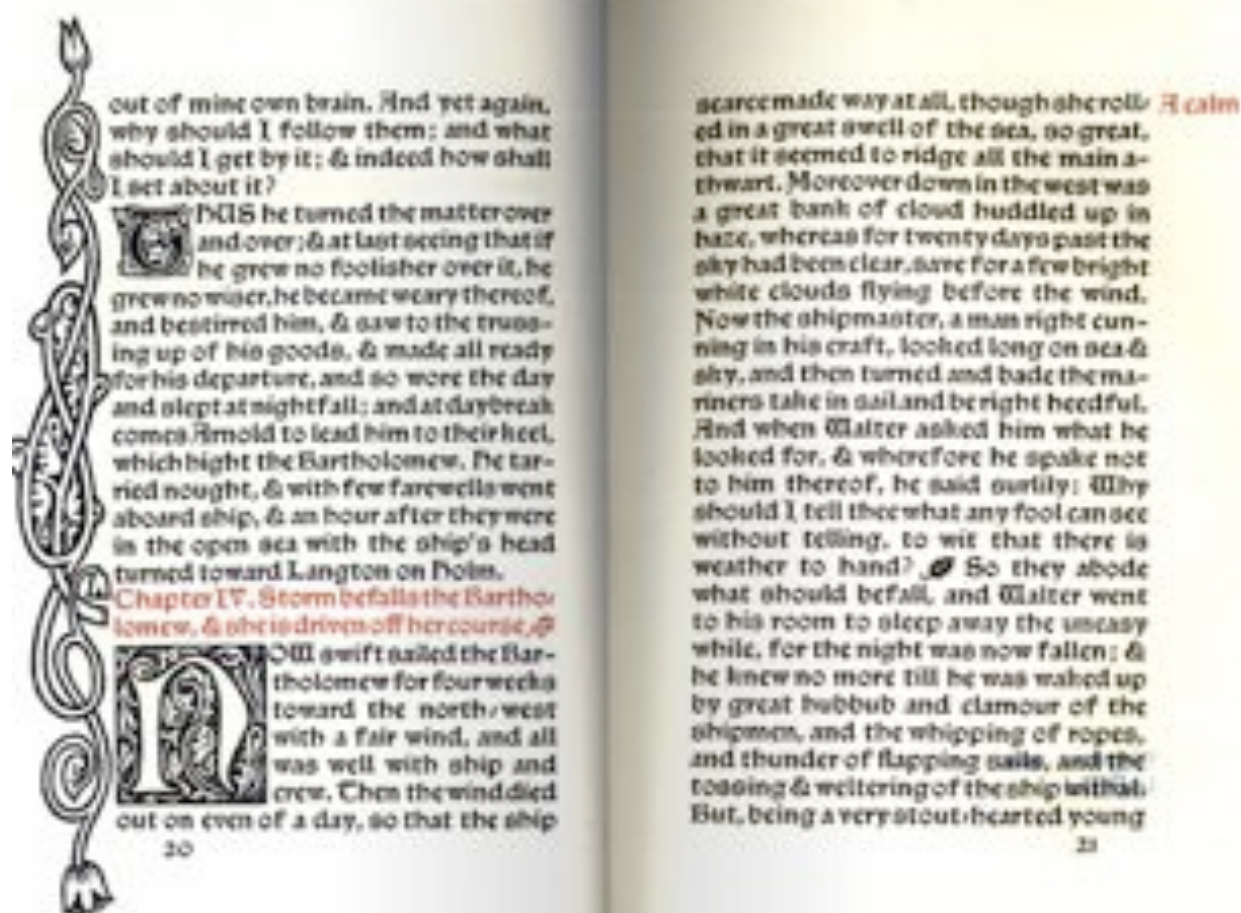 out of mine own brain. And yet again,
why should I follow them; and what
should I get by it; & indeed how shall
I set about it?
THUS he turned the matter over
and over; & at last seeing that if
he grew no foolisher over it, he
grew no wiser, he became weary thereof,
and bestirred him, & saw to the truss-
ing up of his goods, & made all ready
for his departure, and so wore the day
and slept at nightfall; and at daybreak
comes Arnold to lead him to their keel,
which hight the Bartholomew. He tar-
ried nought, & with few farewells went
aboard ship, & an hour after they were
in the open sea with the ship's head
turned toward Langton on Holm.
Chapter IV. Storm befalls the Bartho-
lomew, & she is driven off her course.
NOW swift sailed the Bar-
tholomew for four weeks
toward the north-west
with a fair wind, and all
was well with ship and
crew. Then the wind died
out on even of a day, so that the ship
20
scarce made way at all, though she roll-
ed in a great swell of the sea, so great,
that it seemed to ridge all the main a-
thwart. Moreover down in the west was
a great bank of cloud huddled up in
haze, whereas for twenty days past the
sky had been clear, save for a few bright
white clouds flying before the wind.
Now the shipmaster, a man right cun-
ning in his craft, looked long on sea &
sky, and then turned and bade the ma-
riners take in sail and be right heedful.
And when Walter asked him what he
looked for, & wherefore he spake not
to him thereof, he said surlily: Why
should I tell thee what any fool can see
without telling, to wit that there is
weather to hand? So they abode
what should befall, and Walter went
to his room to sleep away the uneasy
while, for the night was now fallen; &
he knew no more till he was waked up
by great hubbub and clamour of the
shipmen, and the whipping of ropes,
and thunder of flapping sails, and the
tossing & weltering of the ship withal.
But, being a very stout-hearted young
21
A calm